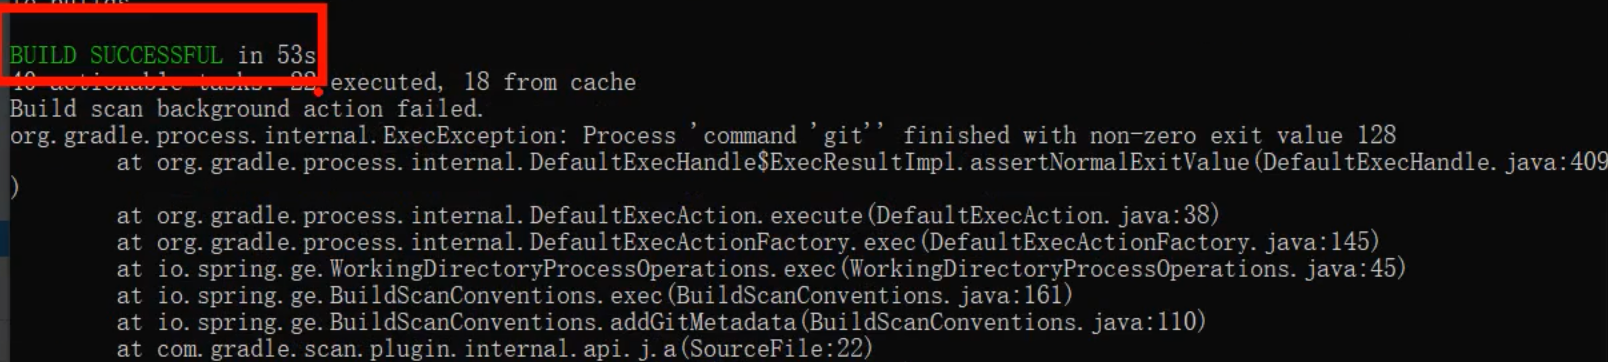 BUILD SUCCESSFUL in 53s
40 actionable tasks: 22 executed, 18 from cache
Build scan background action failed.
org.gradle.process.internal.ExecException: Process 'command 'git'' finished with non-zero exit value 128
at org.gradle.process.internal.DefaultExecHandle$ExecResultImpl.assertNormalExitValue(DefaultExecHandle.java:409
)
at org.gradle.process.internal.DefaultExecAction.execute(DefaultExecAction.java:38)
at org.gradle.process.internal.DefaultExecActionFactory.exec(DefaultExecActionFactory.java:145)
at io.spring.ge.WorkingDirectoryProcessOperations.exec(WorkingDirectoryProcessOperations.java:45)
at io.spring.ge.BuildScanConventions.exec(BuildScanConventions.java:161)
at io.spring.ge.BuildScanConventions.addGitMetadata(BuildScanConventions.java:110)
at com.gradle.scan.plugin.internal.api.j.a(SourceFile:22)